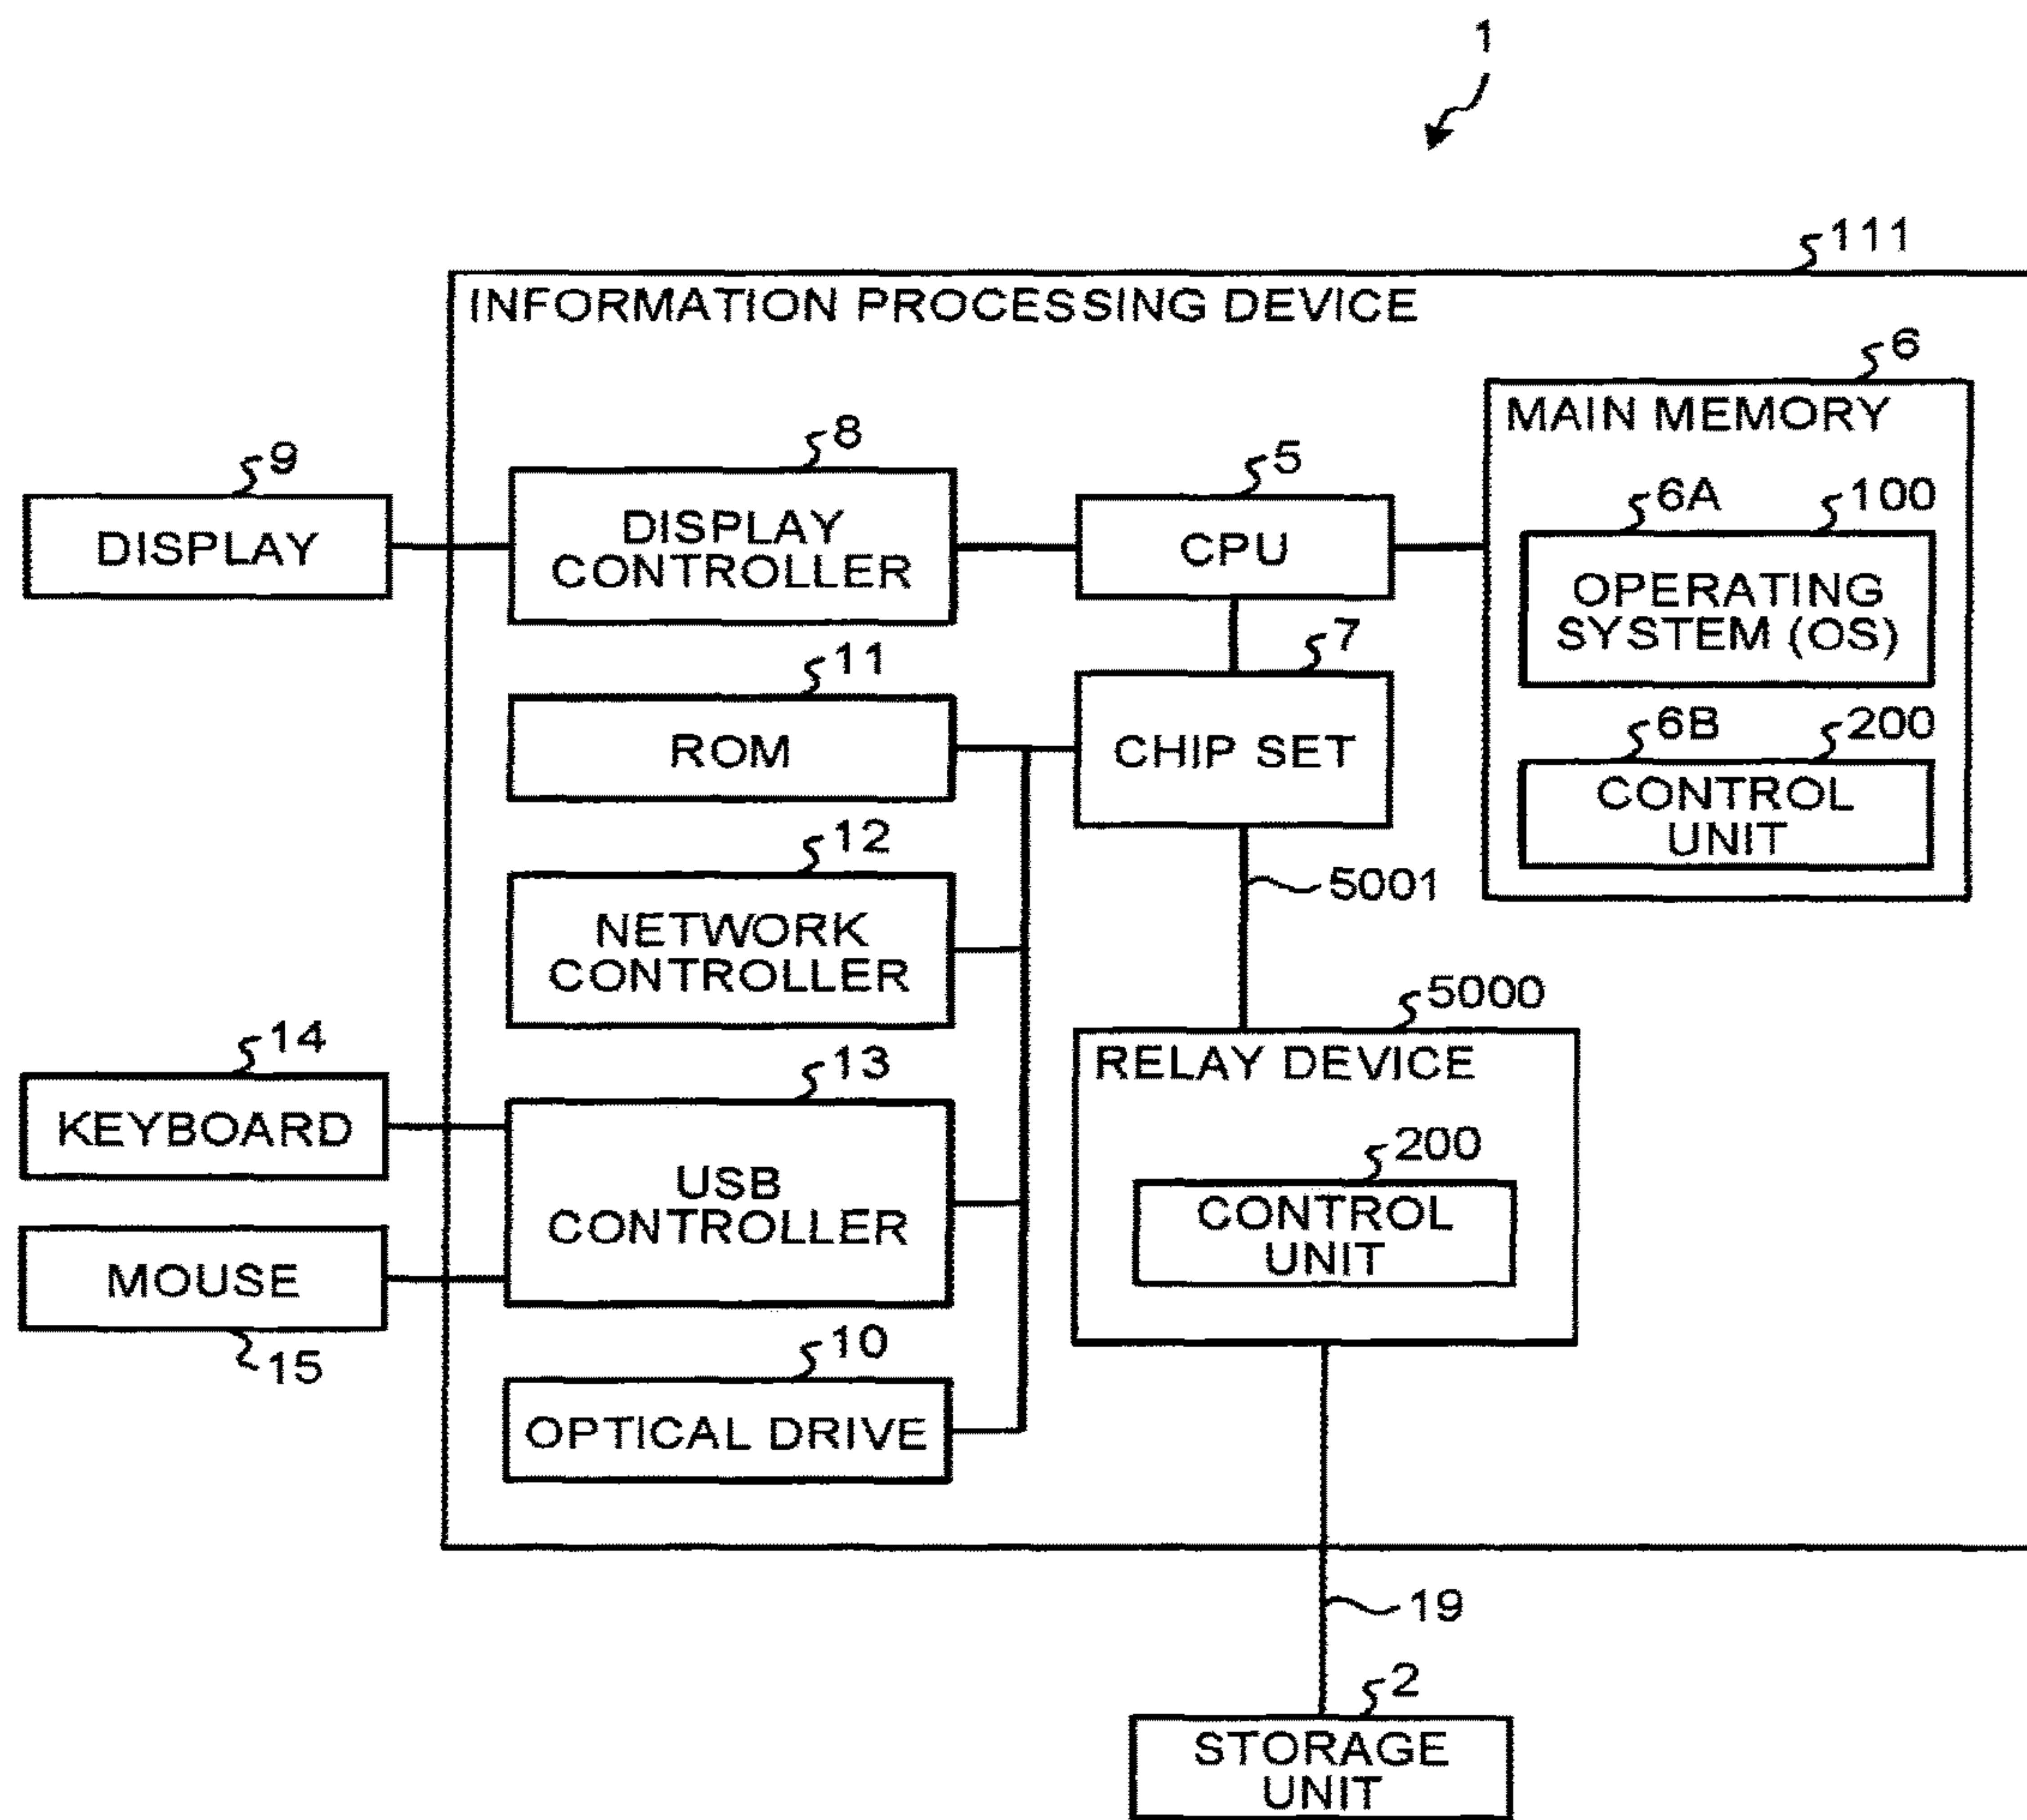 1
111
INFORMATION PROCESSING DEVICE
6
MAIN MEMORY
8
5
9
6A 100
DISPLAY
DISPLAY
CONTROLLER
CPU
OPERATING
SYSTEM (OS)
11
7
ROM
CHIP SET
6B 200
CONTROL
UNIT
12
5001
NETWORK
CONTROLLER
5000
RELAY DEVICE
14
13
KEYBOARD
200
USB
CONTROLLER
CONTROL
UNIT
MOUSE
15
10
OPTICAL DRIVE
19
2
STORAGE
UNIT